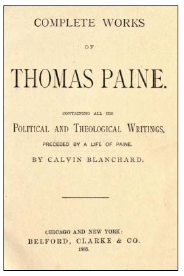 COMPLETE WORKS
OF
THOMAS PAINE.
CONTAINING ALL HIS
POLITICAL AND THEOLOGICAL WRITINGS,
PRECEDED BY A LIFE OF PAINE.
BY CALVIN BLANCHARD.
CHICAGO AND NEW YORK:
BELFORD, CLARKE & CO.